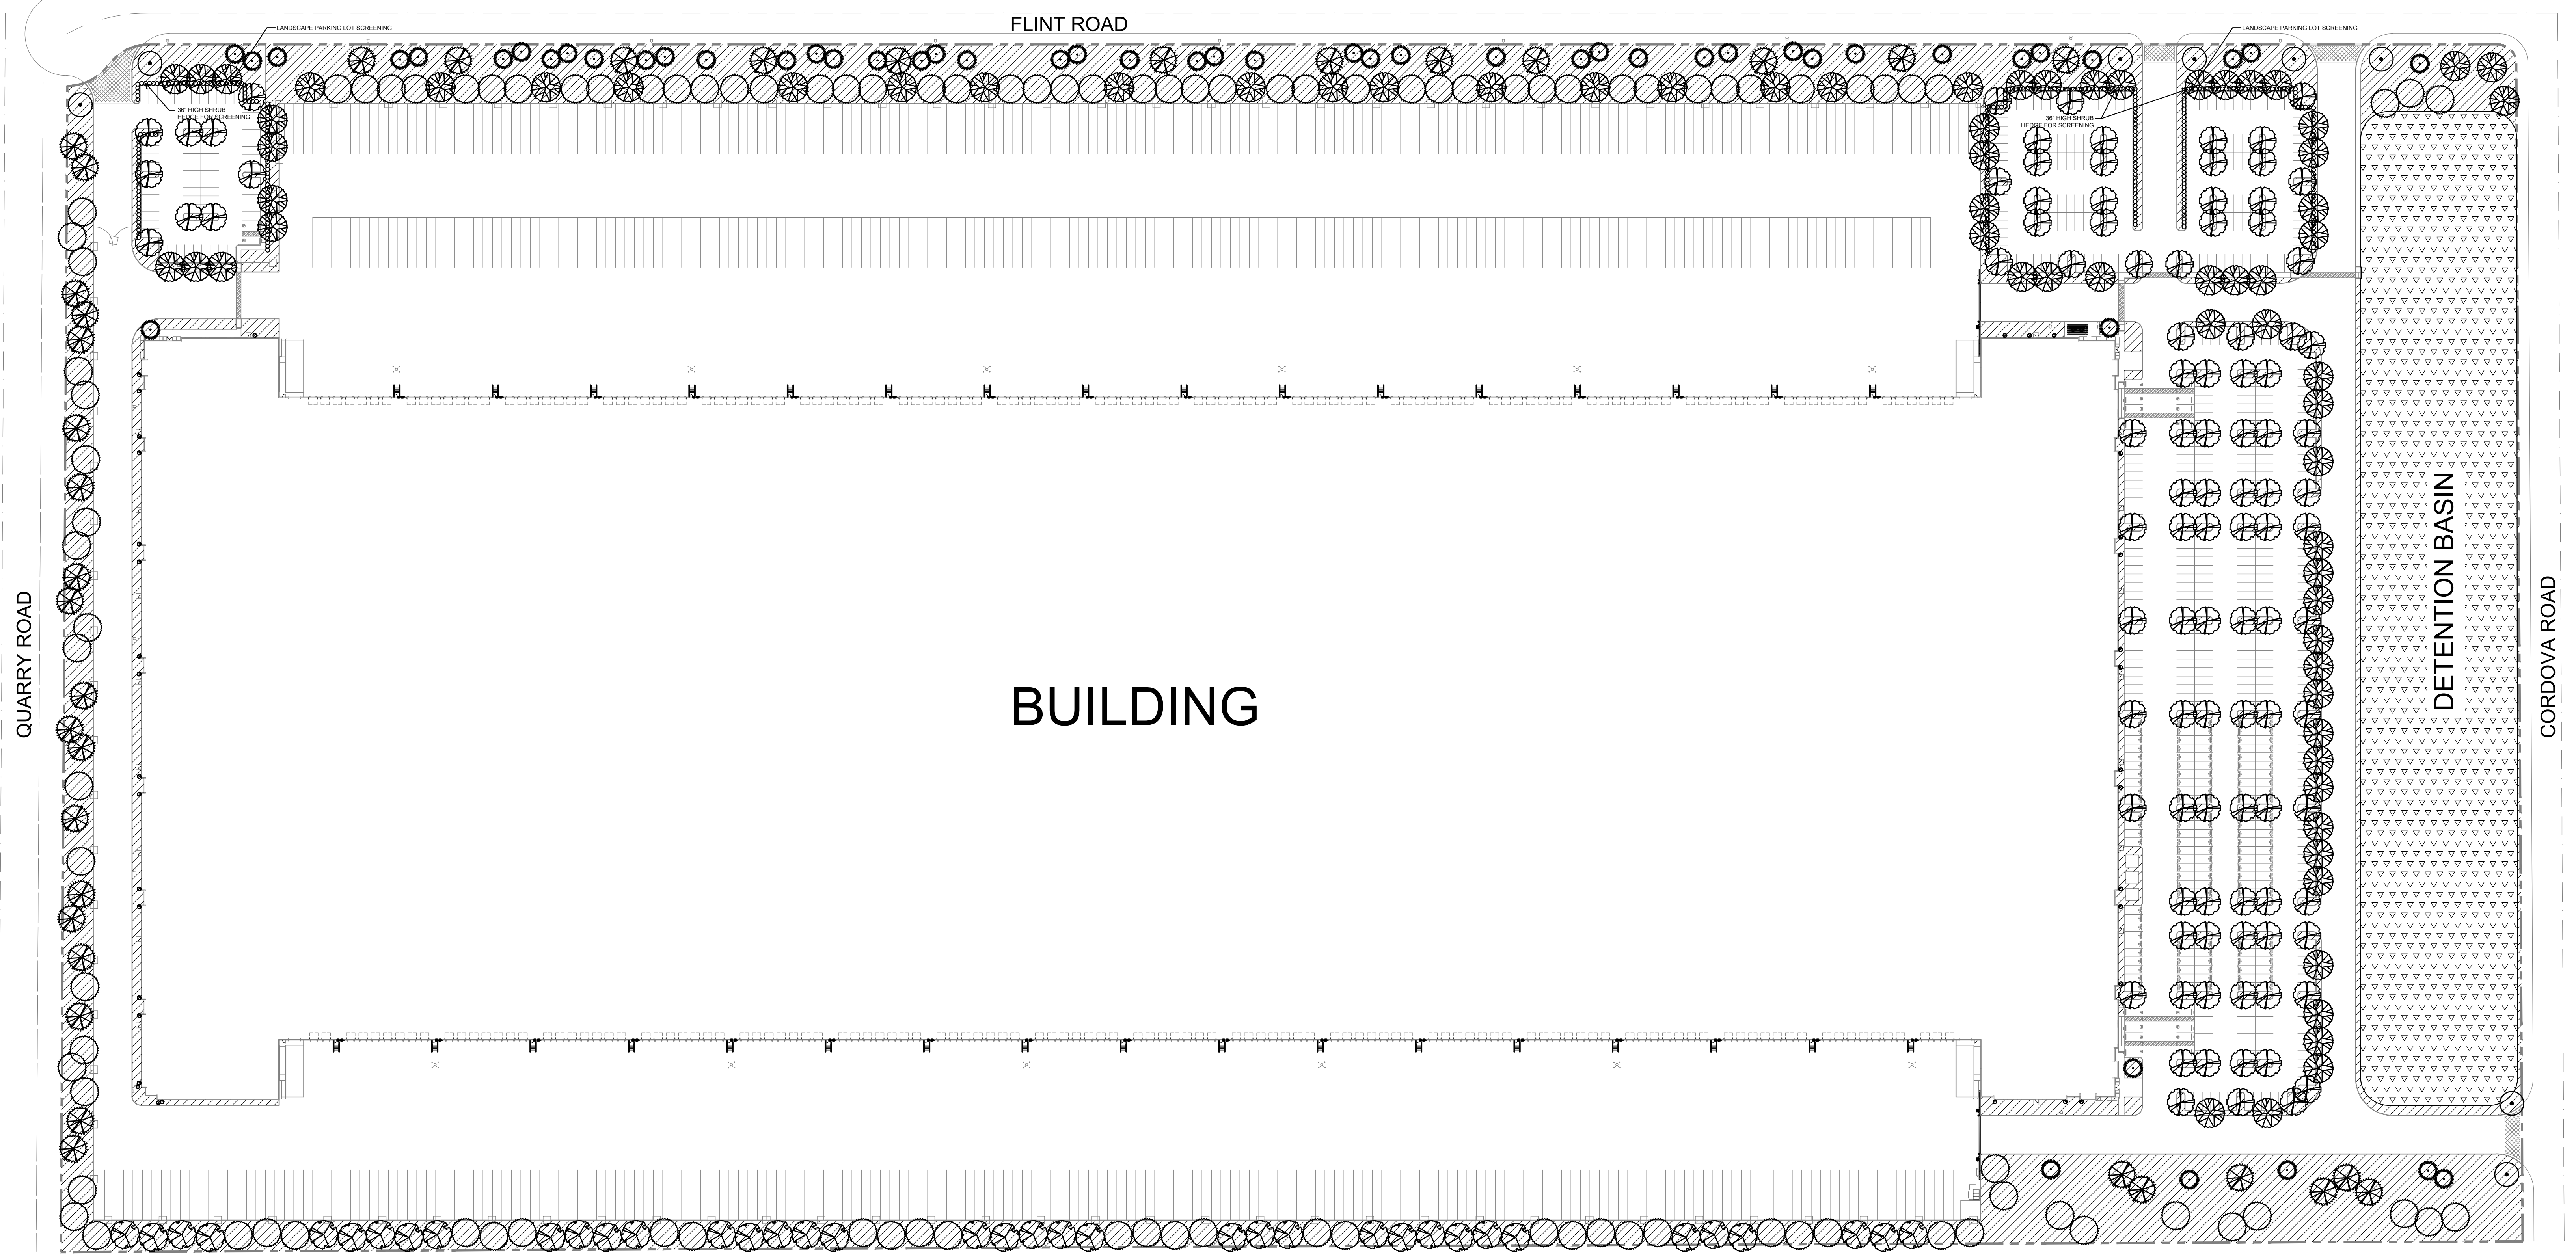 FLINT ROAD
LANDSCAPE PARKING LOT SCREENING
LANDSCAPE PARKING LOT SCREENING
36" HIGH SHRUB
HEDGE FOR SCREENING
36" HIGH SHRUB
HEDGE FOR SCREENING
QUARRY ROAD
BUILDING
DETENTION BASIN
CORDOVA ROAD